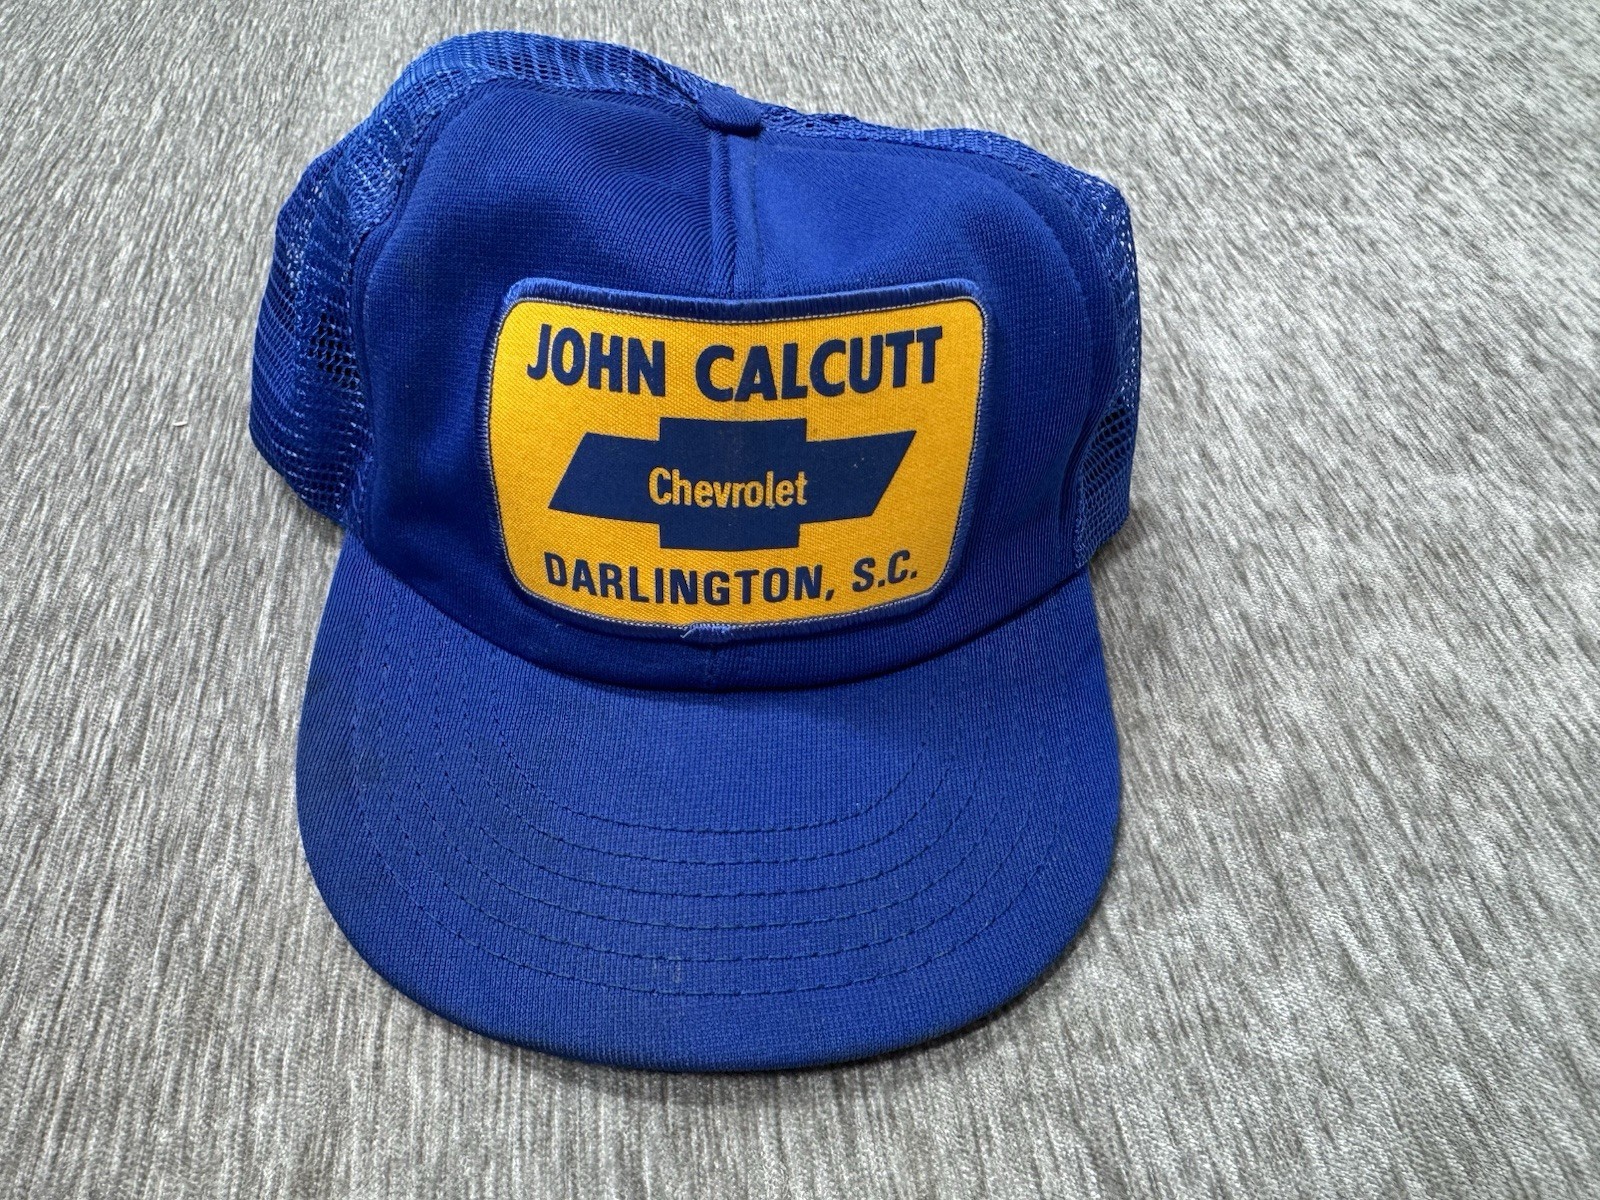 JOHN CALCUTT
Chevrolet
DARLINGTON, S.C.